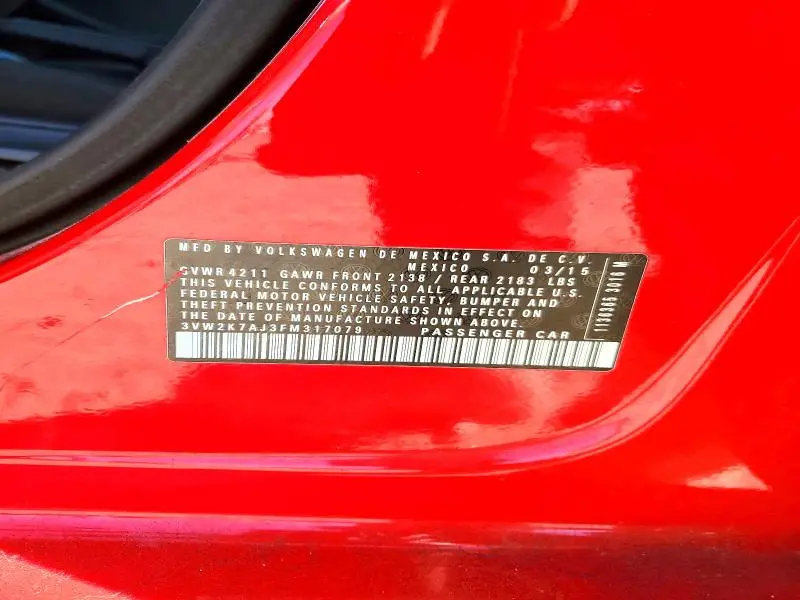 MFD BY VOLKSWAGEN DE MEXICO S.A. DE C.V.
MEXICO 03/15
GVWR 4211 GAWR FRONT 2138 / REAR 2183 LBS
THIS VEHICLE CONFORMS TO ALL APPLICABLE U.S.
FEDERAL MOTOR VEHICLE SAFETY, BUMPER AND
THEFT PREVENTION STANDARDS IN EFFECT ON
THE DATE OF MANUFACTURE SHOWN ABOVE.
3VW2K7AJ3FM317079 PASSENGER CAR
1130365 3016 M